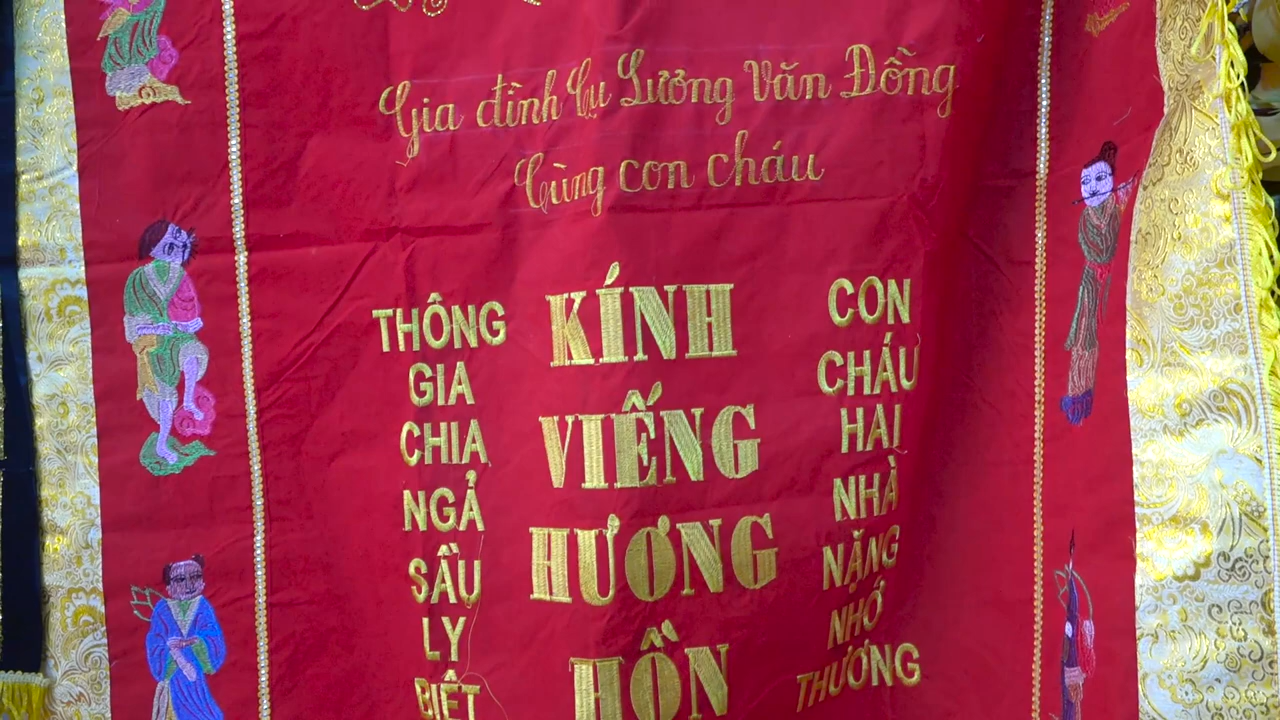 Gia đình Cụ Lương Văn Đồng
Cùng con cháu
THÔNG
GIA
CHIA
NGẢ
SẦU
LY
BIỆT
KÍNH
VIẾNG
HƯƠNG
HỒN
CON
CHÁU
HAI
NHÀ
NẶNG
NHỚ
THƯƠNG